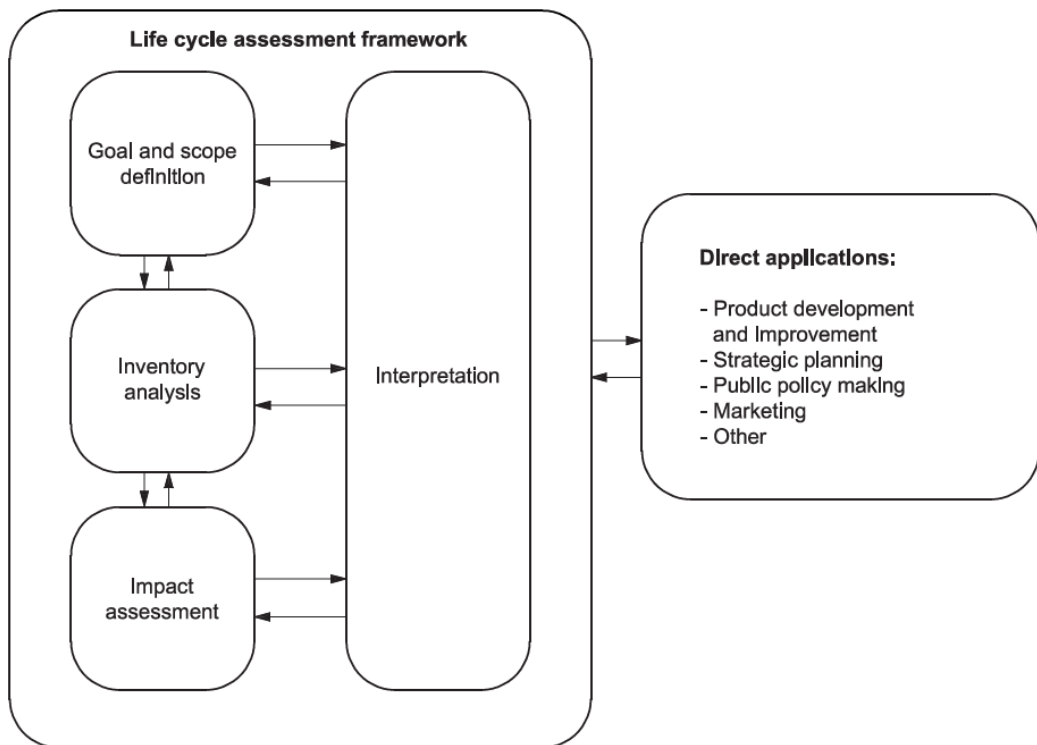 Life cycle assessment framework
Goal and scope
definition
Inventory
analysis
Impact
assessment
Interpretation
Direct applications:
- Product development
and Improvement
- Strategic planning
- Public policy making
- Marketing
- Other